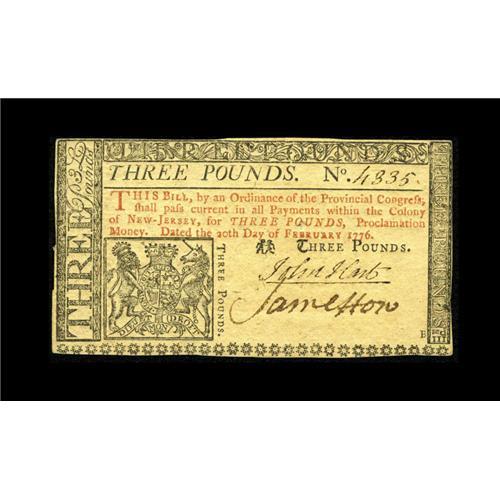 THREE POUNDS
THREE POUNDS. No. 4335.
THIS BILL, by an Ordinance of the Provincial Congress,
shall pass current in all Payments within the Colony
of NEW-JERSEY, for THREE POUNDS, Proclamation
Money. Dated the 20th Day of FEBRUARY 1776.
THREE POUNDS.
THREE
THREE POUNDS.
DROIT
MON